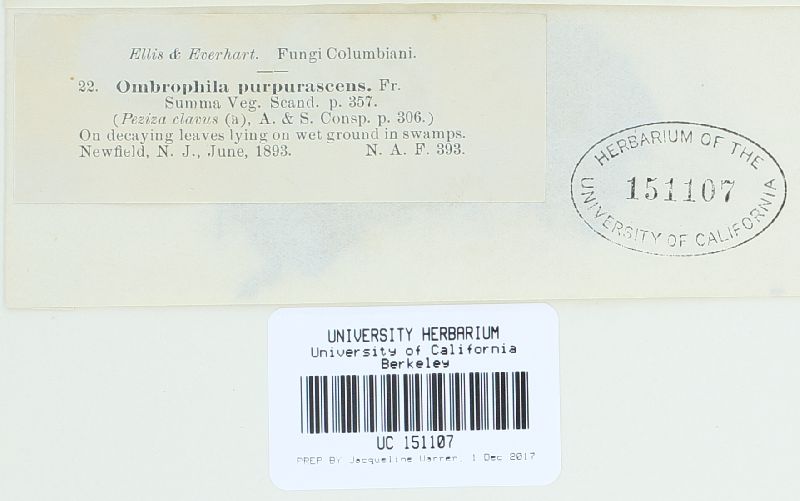 Ellis & Everhart. Fungi Columbiani.
22. Ombrophila purpurascens. Fr.
Summa Veg. Scand. p. 357.
(Peziza clavus (a), A. & S. Consp. p. 306.)
On decaying leaves lying on wet ground in swamps.
Newfield, N. J., June, 1893. N. A. F. 393.
HERBARIUM OF THE
151107
UNIVERSITY OF CALIFORNIA
UNIVERSITY HERBARIUM
University of California
Berkeley
UC 151107
PREP BY Jacqueline Warrer, 1 Dec 2017